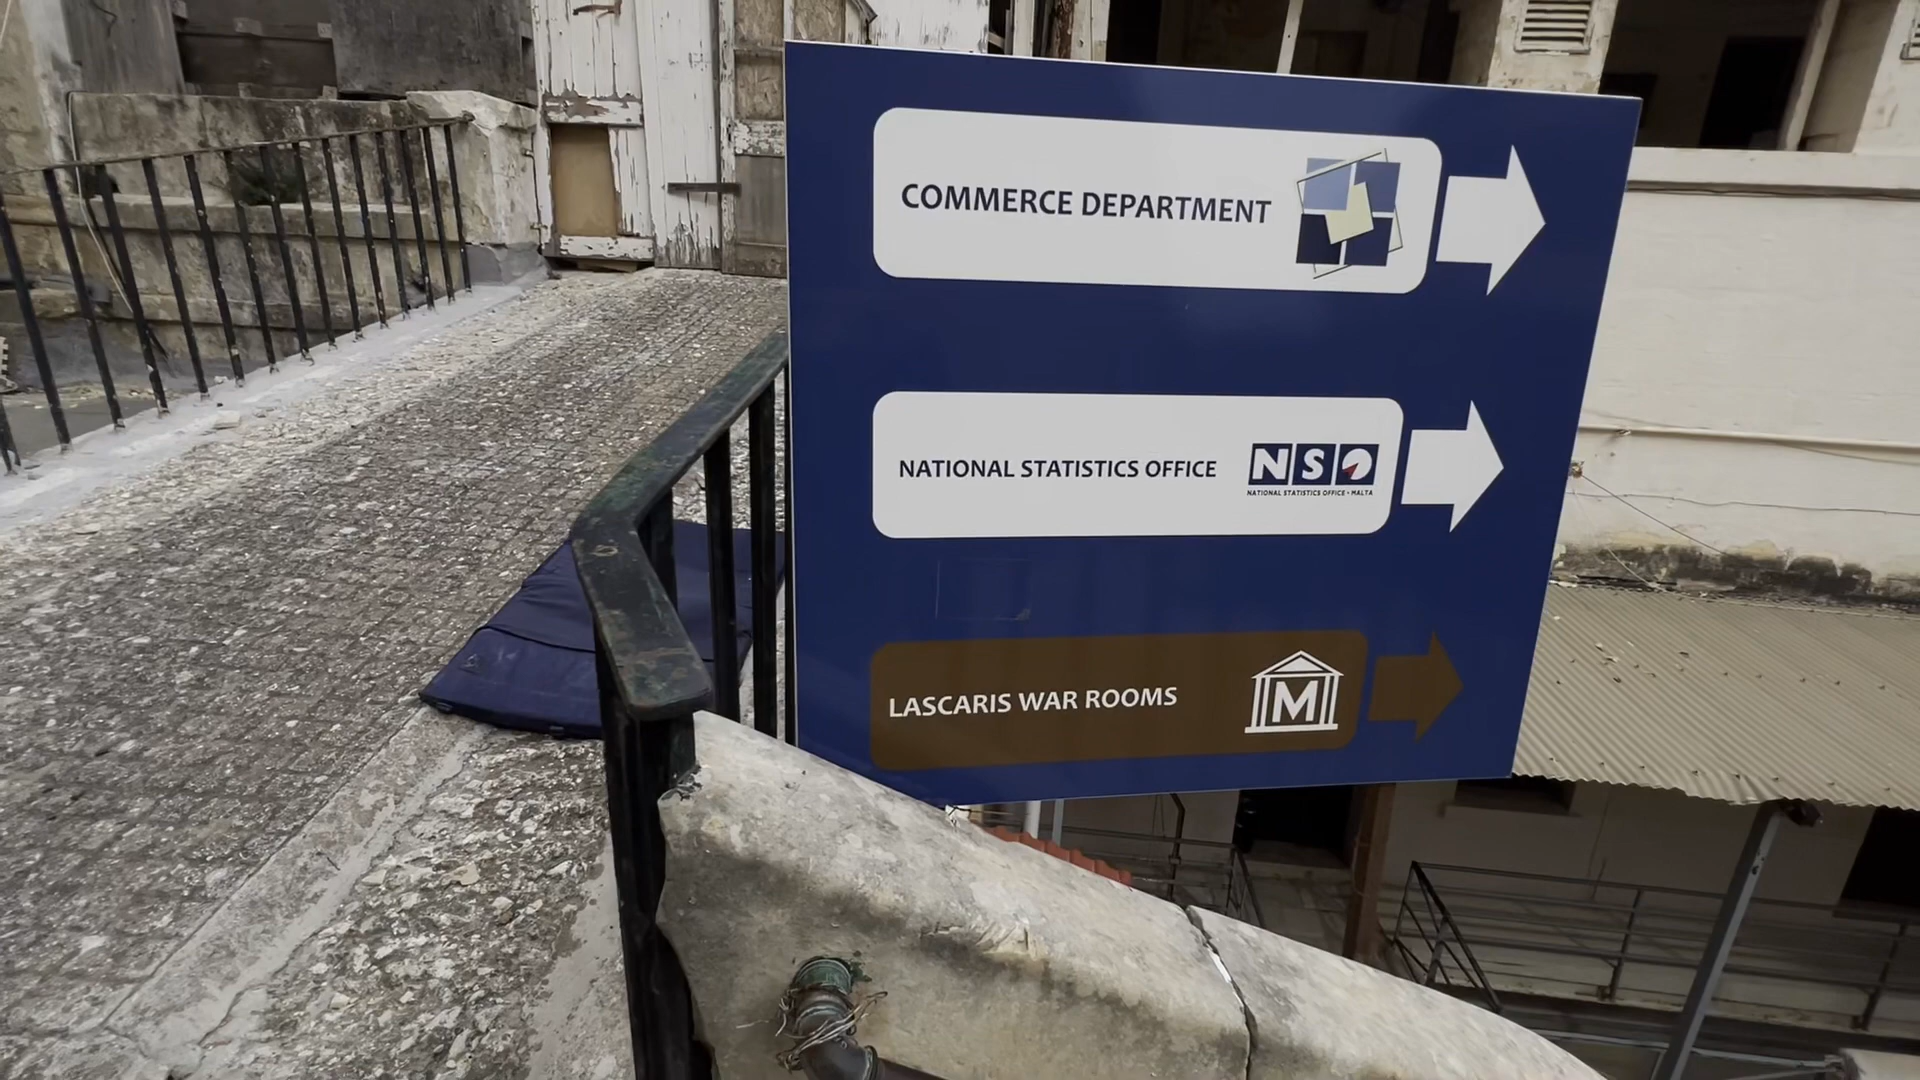 COMMERCE DEPARTMENT
NATIONAL STATISTICS OFFICE
NSO
NATIONAL STATISTICS OFFICE • MALTA
LASCARIS WAR ROOMS
M